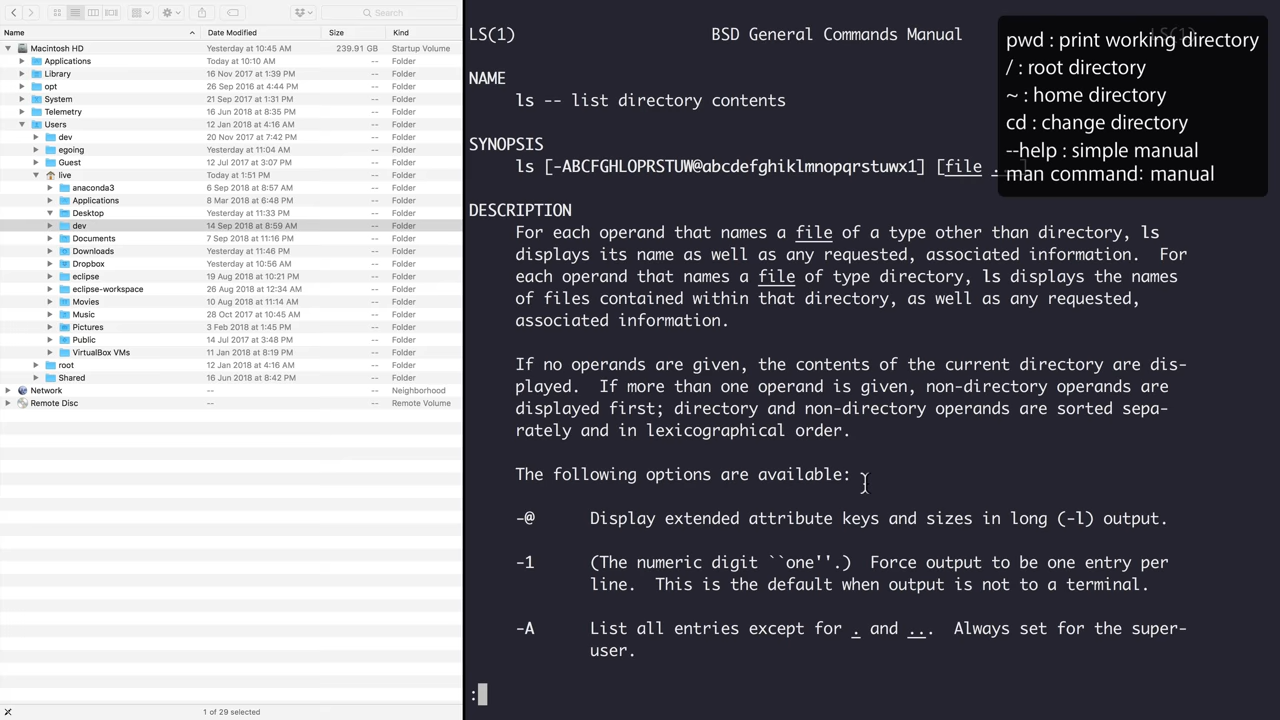 Search
Name Date Modified Size Kind
Macintosh HD Yesterday at 10:45 AM 239.91 GB Startup Volume
Applications Today at 10:10 AM -- Folder
Library 16 Nov 2017 at 1:39 PM -- Folder
opt 26 Sep 2016 at 4:44 PM -- Folder
System 21 Sep 2017 at 1:31 PM -- Folder
Telemetry 16 Jun 2018 at 8:59 AM -- Folder
Users 12 Jan 2018 at 4:16 AM -- Folder
dev 20 Nov 2017 at 7:42 PM -- Folder
egoing Yesterday at 11:04 AM -- Folder
Guest 12 Jul 2017 at 3:07 PM -- Folder
live Today at 1:51 PM -- Folder
anaconda3 6 Sep 2018 at 8:57 AM -- Folder
Applications 8 Mar 2018 at 6:48 PM -- Folder
Desktop Yesterday at 11:33 PM -- Folder
dev 14 Sep 2018 at 8:59 AM -- Folder
Documents 7 Sep 2018 at 11:16 PM -- Folder
Downloads Yesterday at 11:46 PM -- Folder
Dropbox Yesterday at 10:56 AM -- Folder
eclipse 19 Aug 2018 at 10:21 PM -- Folder
eclipse-workspace 26 Aug 2018 at 12:34 AM -- Folder
Movies 10 Aug 2018 at 11:14 AM -- Folder
Music 28 Oct 2017 at 10:41 AM -- Folder
Pictures 3 Feb 2018 at 1:45 PM -- Folder
Public 14 Jul 2017 at 3:48 PM -- Folder
VirtualBox VMs 11 Jan 2018 at 8:19 PM -- Folder
root 12 Jan 2018 at 4:16 AM -- Folder
Shared 16 Jun 2018 at 8:42 PM -- Folder
Network -- -- Neighborhood
Remote Disc -- -- Remote Volume
1 of 29 selected
LS(1) BSD General Commands Manual
NAME
ls -- list directory contents
SYNOPSIS
ls [-ABCFGHLOPRSTUW@abcdefghiklmnopqrstuwx1] [file ...
DESCRIPTION
For each operand that names a file of a type other than directory, ls
displays its name as well as any requested, associated information. For
each operand that names a file of type directory, ls displays the names
of files contained within that directory, as well as any requested,
associated information.
If no operands are given, the contents of the current directory are dis-
played. If more than one operand is given, non-directory operands are
displayed first; directory and non-directory operands are sorted sepa-
rately and in lexicographical order.
The following options are available:
-@ Display extended attribute keys and sizes in long (-l) output.
-1 (The numeric digit ``one''.) Force output to be one entry per
line. This is the default when output is not to a terminal.
-A List all entries except for . and ... Always set for the super-
user.
:
pwd : print working directory
/ : root directory
~ : home directory
cd : change directory
--help : simple manual
man command: manual